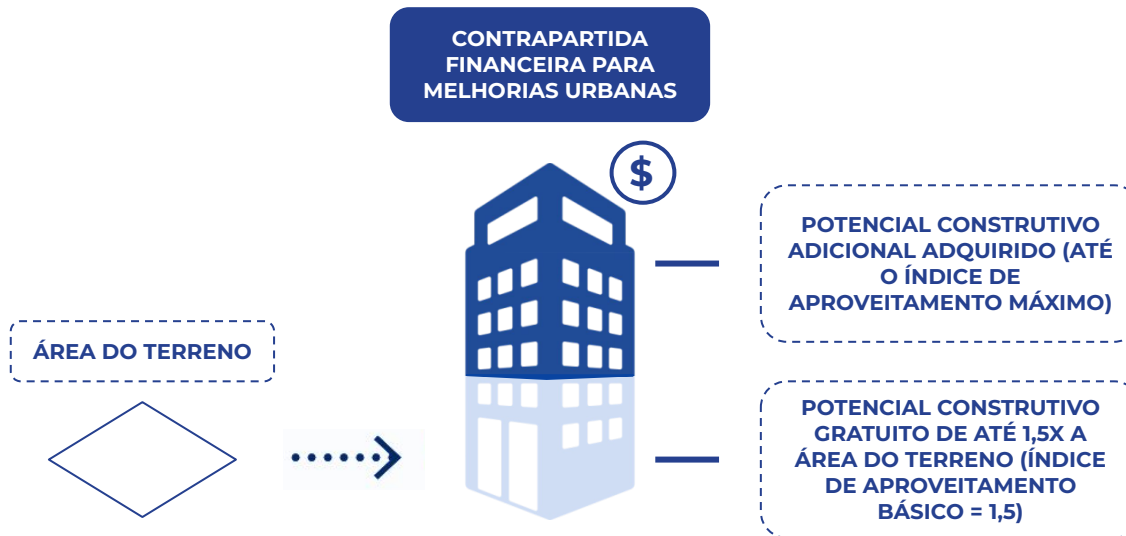 CONTRAPARTIDA
FINANCEIRA PARA
MELHORIAS URBANAS
$
POTENCIAL CONSTRUTIVO
ADICIONAL ADQUIRIDO (ATÉ
O ÍNDICE DE
APROVEITAMENTO MÁXIMO)
ÁREA DO TERRENO
POTENCIAL CONSTRUTIVO
GRATUITO DE ATÉ 1,5X A
ÁREA DO TERRENO (ÍNDICE
DE APROVEITAMENTO
BÁSICO = 1,5)